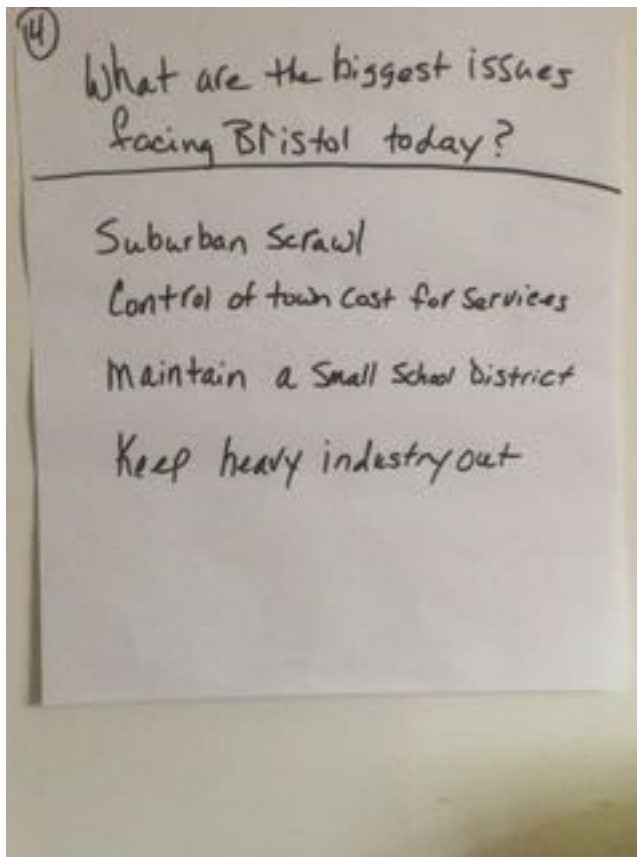 14
What are the biggest issues
facing Bristol today?
Suburban Scrawl
Control of town cost for services
Maintain a Small School District
Keep heavy industry out